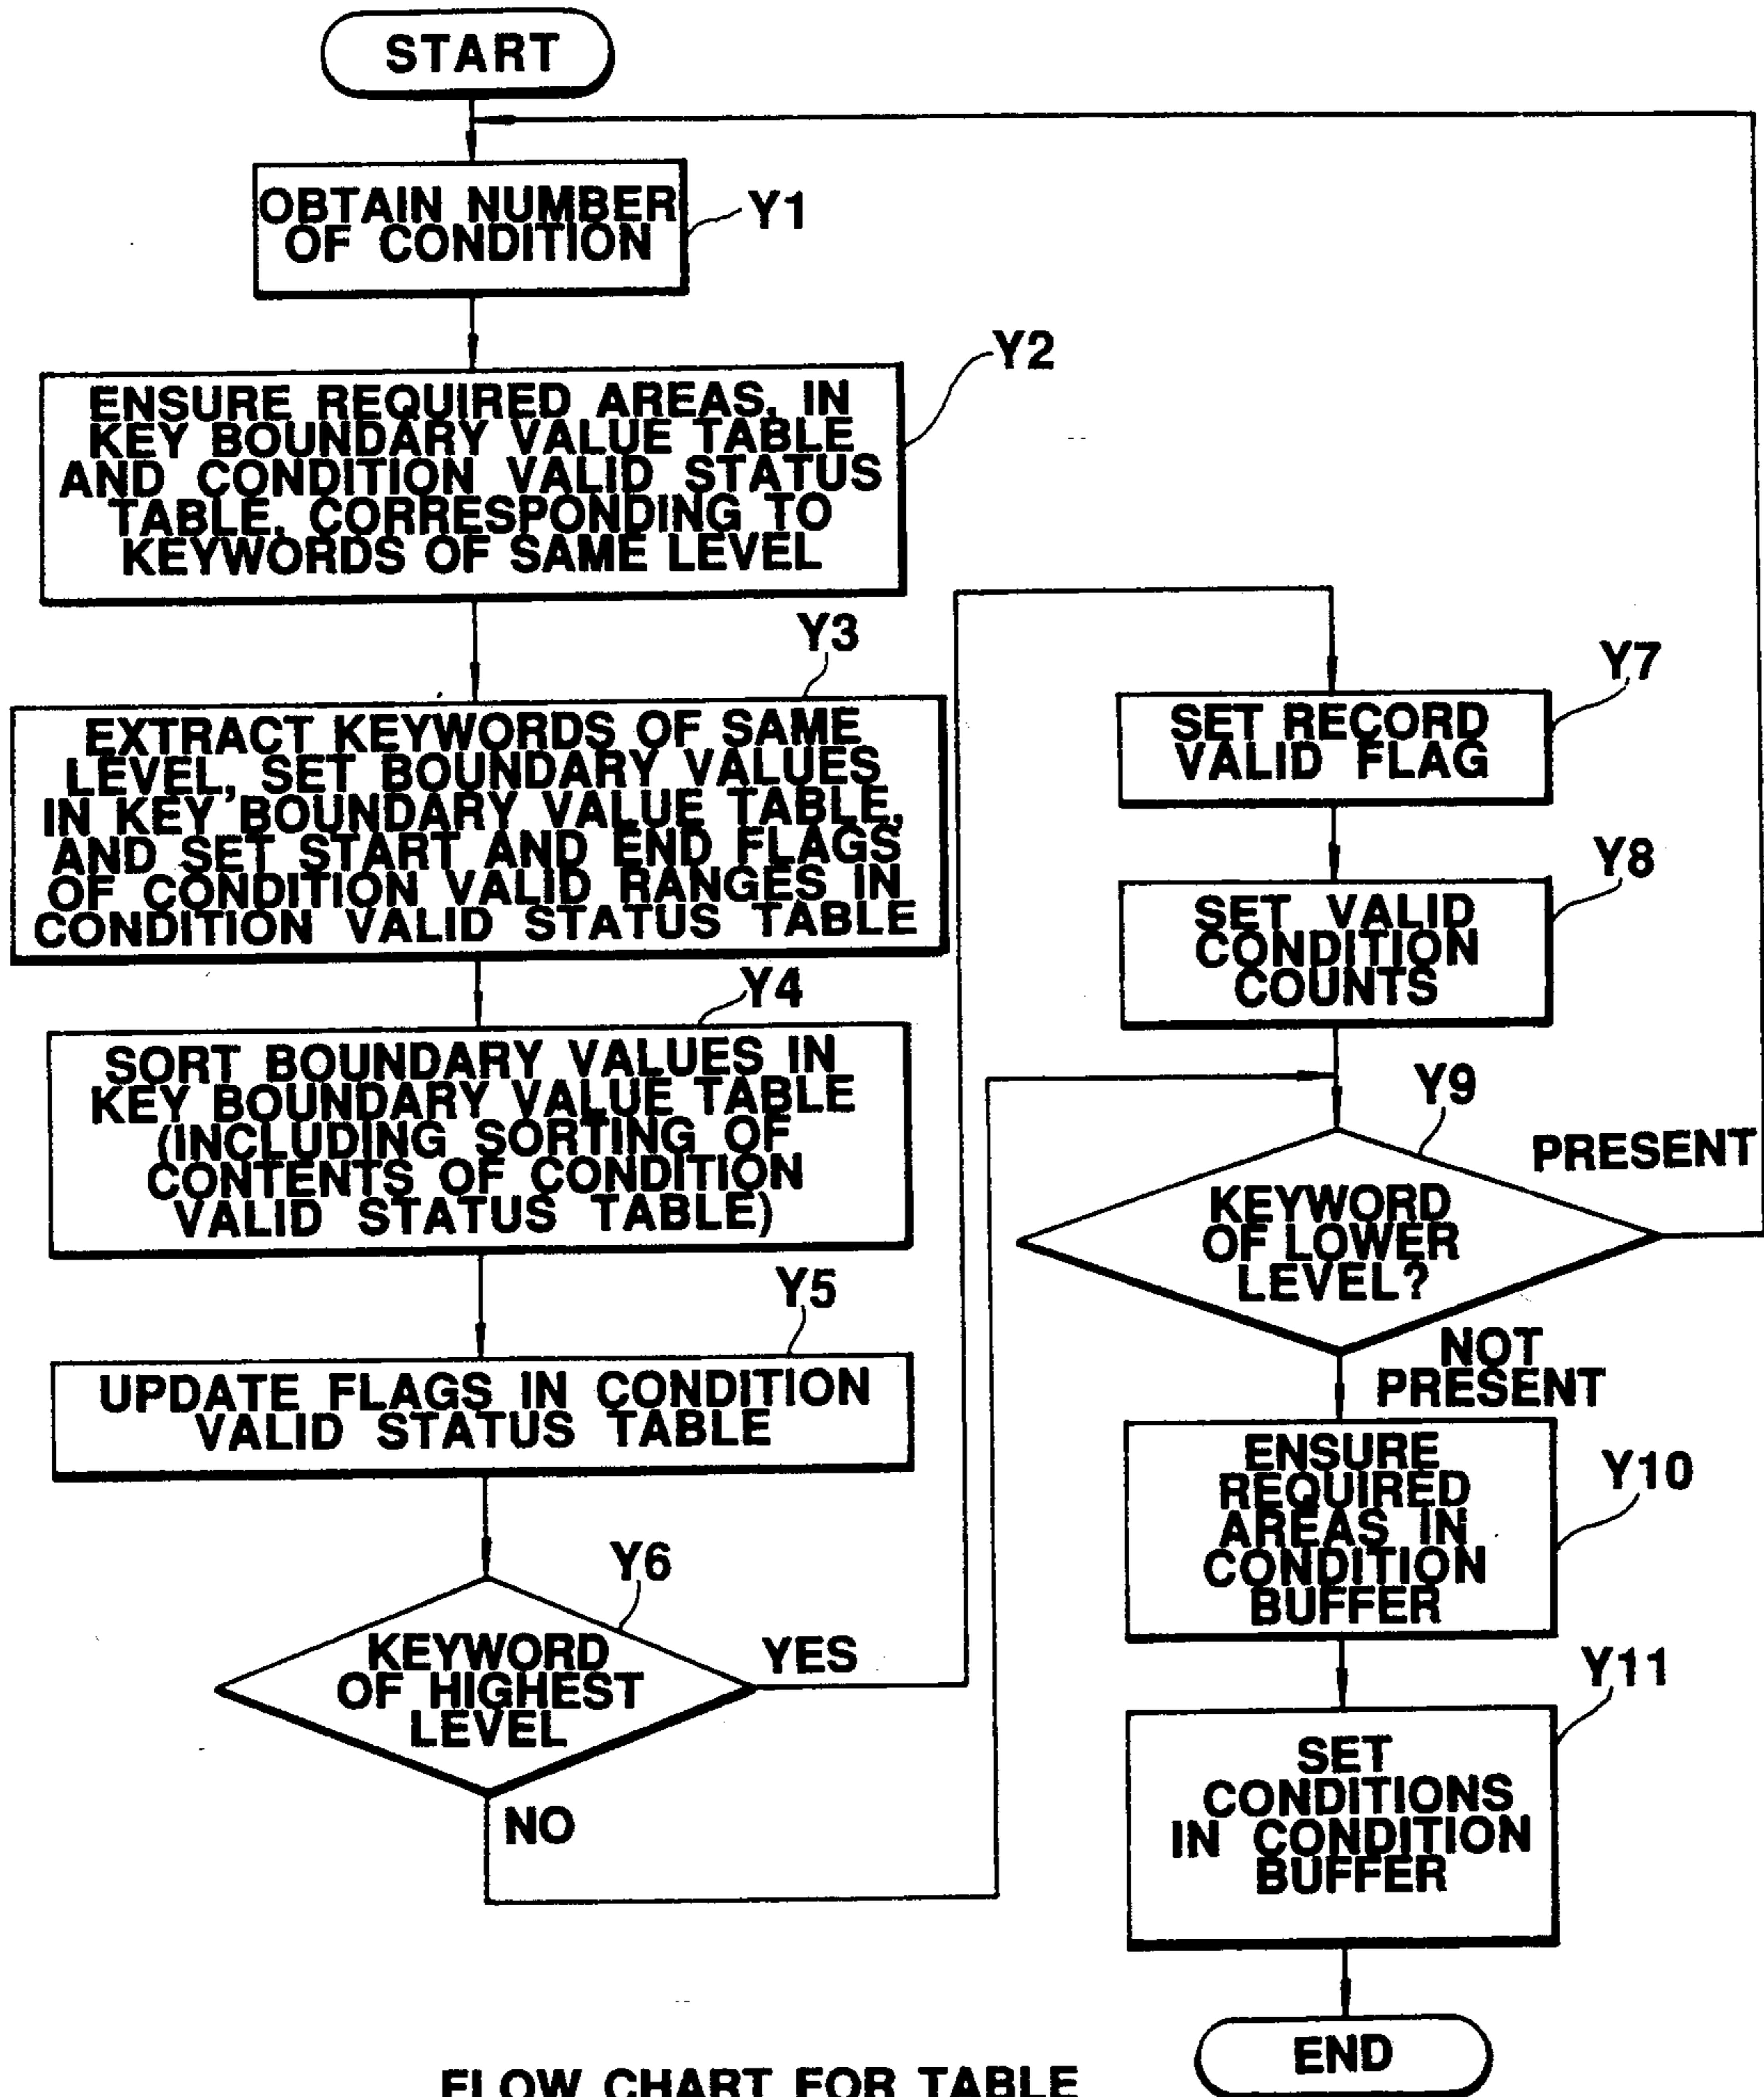 START
OBTAIN NUMBER
OF CONDITION
Y1
ENSURE REQUIRED AREAS, IN
KEY BOUNDARY VALUE TABLE
AND CONDITION VALID STATUS
TABLE, CORRESPONDING TO
KEYWORDS OF SAME LEVEL
Y2
EXTRACT KEYWORDS OF SAME
LEVEL, SET BOUNDARY VALUES
IN KEY BOUNDARY VALUE TABLE,
AND SET START AND END FLAGS
OF CONDITION VALID RANGES IN
CONDITION VALID STATUS TABLE
Y3
SORT BOUNDARY VALUES IN
KEY BOUNDARY VALUE TABLE
(INCLUDING SORTING OF
CONTENTS OF CONDITION
VALID STATUS TABLE)
Y4
UPDATE FLAGS IN CONDITION
VALID STATUS TABLE
Y5
KEYWORD
OF HIGHEST
LEVEL
Y6
YES
NO
SET RECORD
VALID FLAG
Y7
SET VALID
CONDITION
COUNTS
Y8
KEYWORD
OF LOWER
LEVEL?
Y9
PRESENT
NOT
PRESENT
ENSURE
REQUIRED
AREAS IN
CONDITION
BUFFER
Y10
SET
CONDITIONS
IN CONDITION
BUFFER
Y11
END
FLOW CHART FOR TABLE